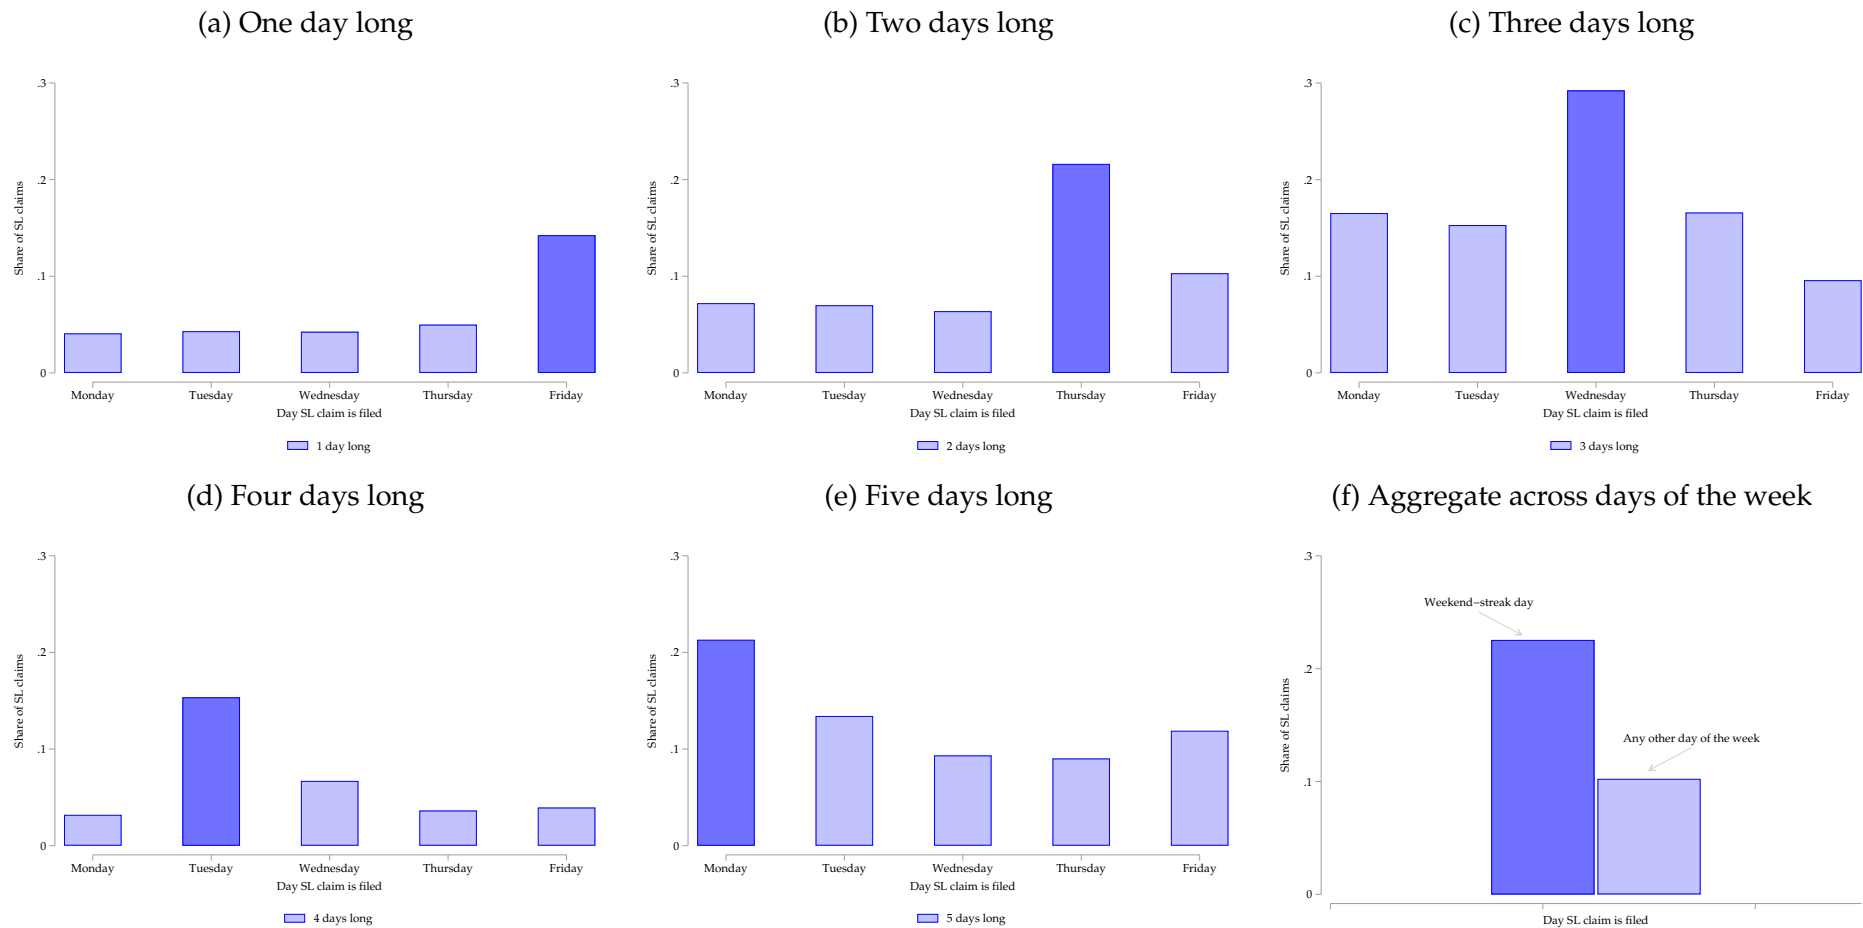 (a) One day long
.3
.2
.1
0
Share of SL claims
Monday Tuesday Wednesday Thursday Friday
Day SL claim is filed
1 day long
(b) Two days long
.3
.2
.1
0
Share of SL claims
Monday Tuesday Wednesday Thursday Friday
Day SL claim is filed
2 days long
(c) Three days long
.3
.2
.1
0
Share of SL claims
Monday Tuesday Wednesday Thursday Friday
Day SL claim is filed
3 days long
(d) Four days long
.3
.2
.1
0
Share of SL claims
Monday Tuesday Wednesday Thursday Friday
Day SL claim is filed
4 days long
(e) Five days long
.3
.2
.1
0
Share of SL claims
Monday Tuesday Wednesday Thursday Friday
Day SL claim is filed
5 days long
(f) Aggregate across days of the week
.3
.2
.1
0
Share of SL claims
Weekend−streak day
Any other day of the week
Day SL claim is filed